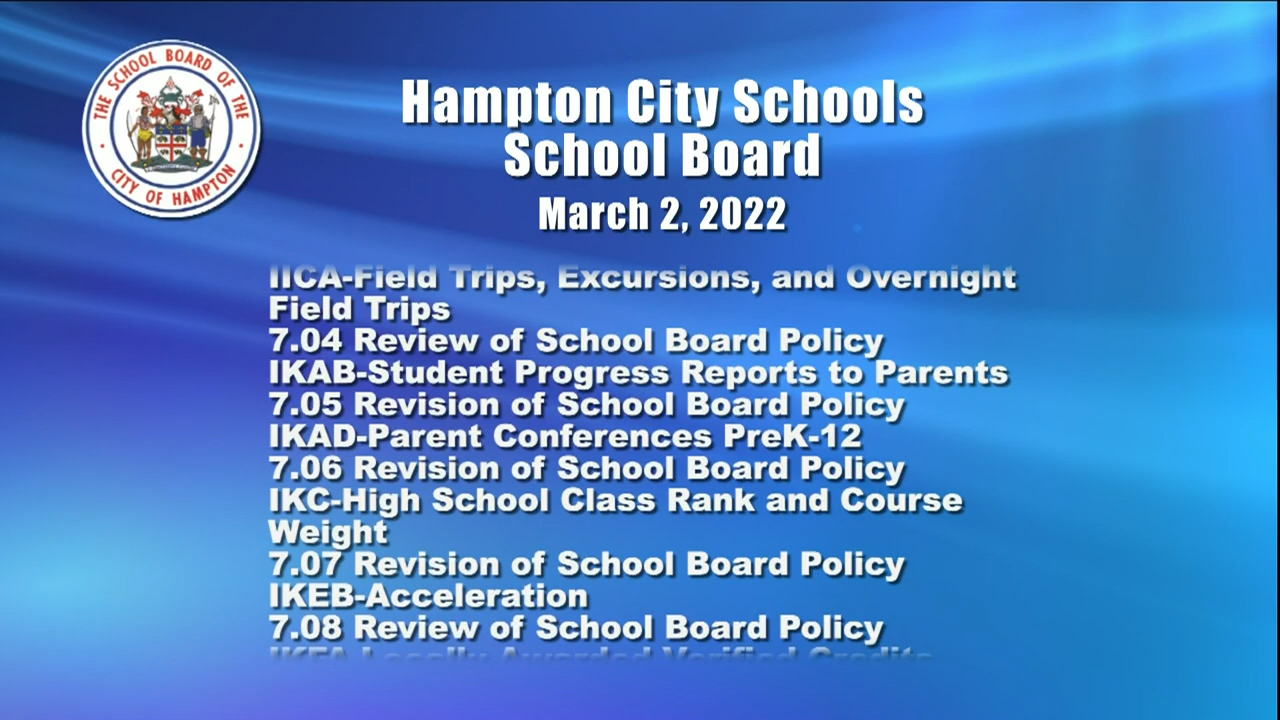 THE SCHOOL BOARD OF THE
CITY OF HAMPTON
Hampton City Schools
School Board
March 2, 2022
IICA-Field Trips, Excursions, and Overnight
Field Trips
7.04 Review of School Board Policy
IKAB-Student Progress Reports to Parents
7.05 Revision of School Board Policy
IKAD-Parent Conferences PreK-12
7.06 Revision of School Board Policy
IKC-High School Class Rank and Course
Weight
7.07 Revision of School Board Policy
IKEB-Acceleration
7.08 Review of School Board Policy
Locally Awarded Verified Credits